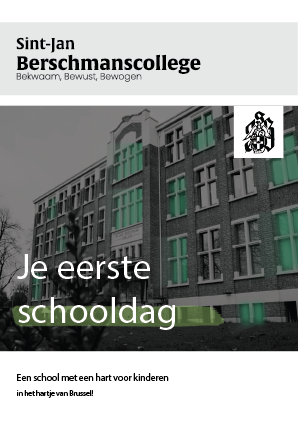 Sint-Jan
Berschmanscollege
Bekwaam, Bewust, Bewogen
Je eerste
schooldag
Een school met een hart voor kinderen
in het hartje van Brussel!